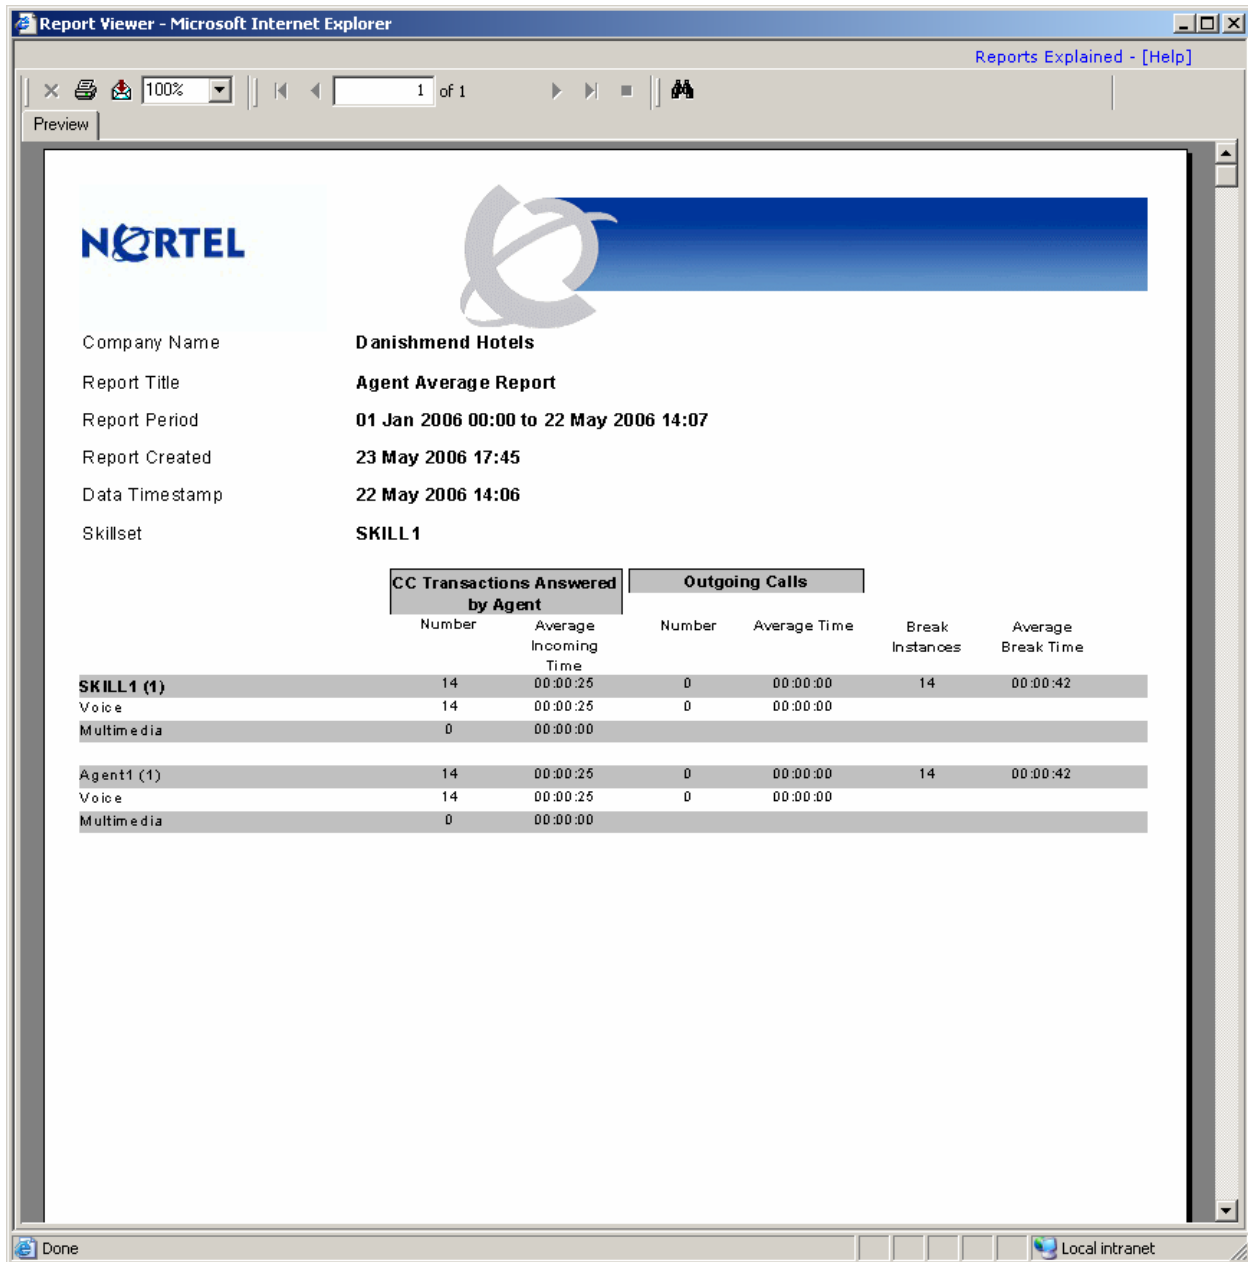 Report Viewer - Microsoft Internet Explorer
Reports Explained - [Help]
100%
1 of 1
Preview
NORTEL
Company Name Danishmend Hotels
Report Title Agent Average Report
Report Period 01 Jan 2006 00:00 to 22 May 2006 14:07
Report Created 23 May 2006 17:45
Data Timestamp 22 May 2006 14:06
Skillset SKILL1
CC Transactions Answered by Agent Outgoing Calls
Number Average Incoming Time Number Average Time Break Instances Average Break Time
SKILL1 (1) 14 00:00:25 0 00:00:00 14 00:00:42
Voice 14 00:00:25 0 00:00:00
Multimedia 0 00:00:00
Agent1 (1) 14 00:00:25 0 00:00:00 14 00:00:42
Voice 14 00:00:25 0 00:00:00
Multimedia 0 00:00:00
Done
Local intranet